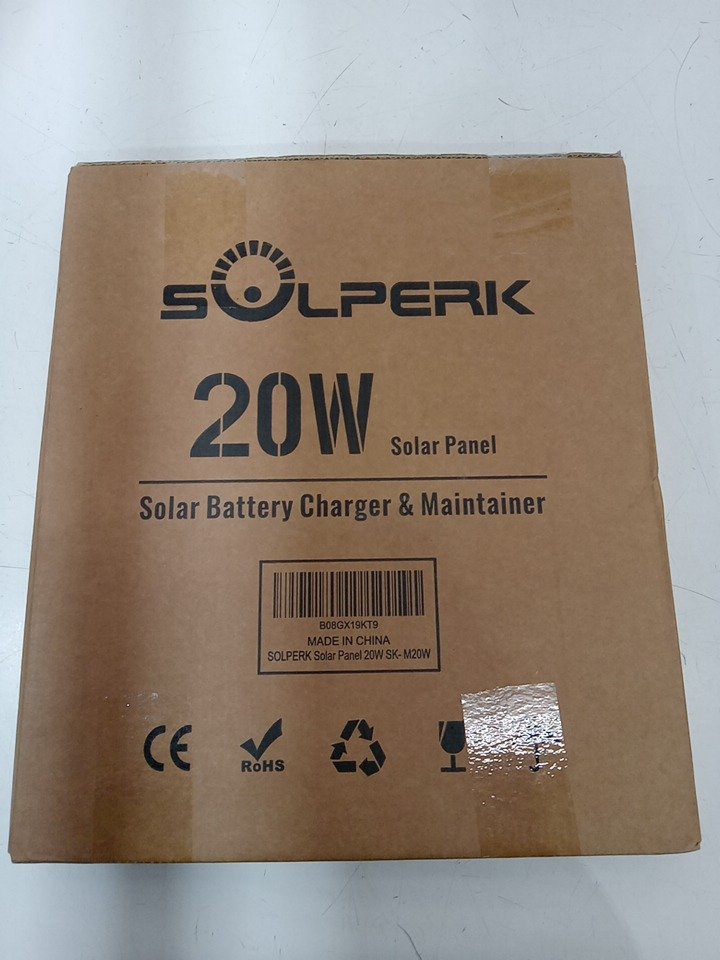 SOLPERK
20W Solar Panel
Solar Battery Charger & Maintainer
B08GX19KT9
MADE IN CHINA
SOLPERK Solar Panel 20W SK- M20W
CE
RoHS